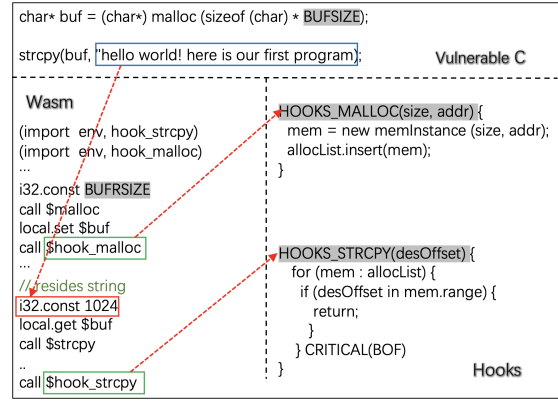 char* buf = (char*) malloc (sizeof (char) * BUFSIZE);
strcpy(buf, "hello world! here is our first program);
Vulnerable C
Wasm
(import env, hook_strcpy)
(import env, hook_malloc)
...
i32.const BUFRSIZE
call $malloc
local.set $buf
call $hook_malloc
...
// resides string
i32.const 1024
local.get $buf
call $strcpy
..
call $hook_strcpy
HOOKS_MALLOC(size, addr) {
mem = new memInstance (size, addr);
allocList.insert(mem);
}
HOOKS_STRCPY(desOffset) {
for (mem : allocList) {
if (desOffset in mem.range) {
return;
}
} CRITICAL(BOF)
}
Hooks